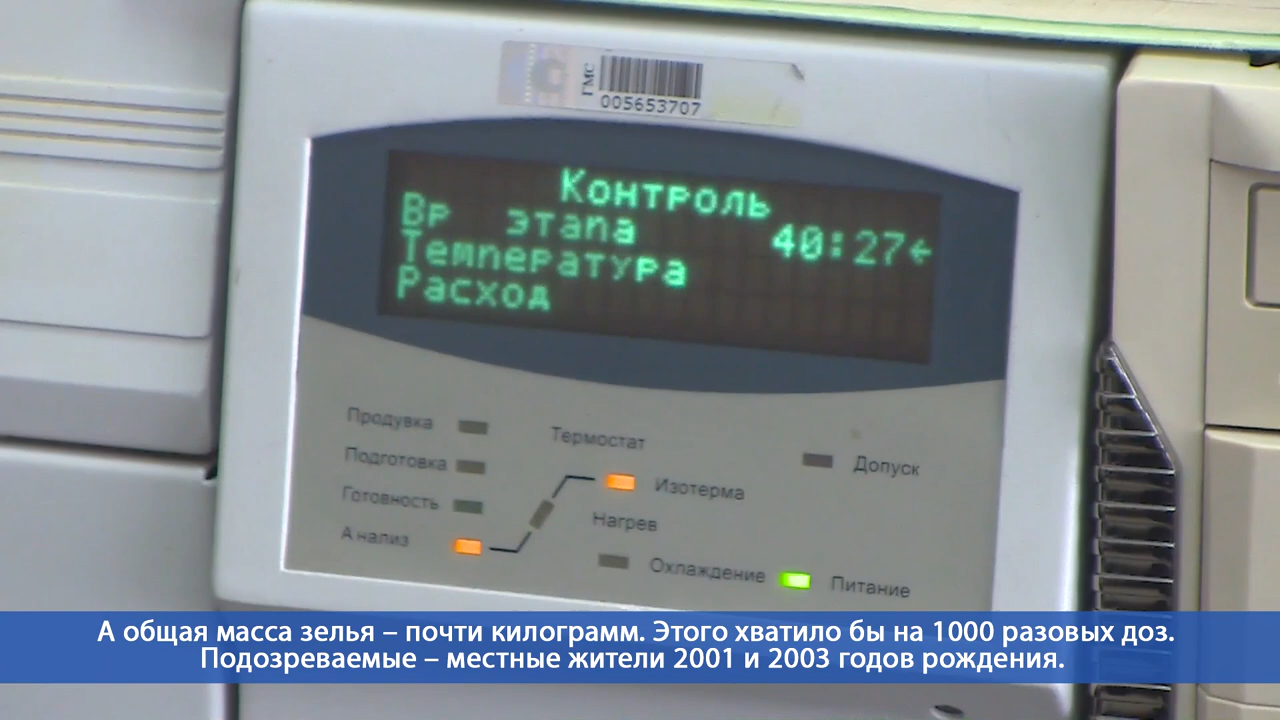 ГМС
005653707
Контроль
Вр этапа 40:27←
Температура
Расход
Продувка
Термостат
Подготовка
Допуск
Изотерма
Готовность
Нагрев
Анализ
Охлаждение
Питание
А общая масса зелья – почти килограмм. Этого хватило бы на 1000 разовых доз.
Подозреваемые – местные жители 2001 и 2003 годов рождения.